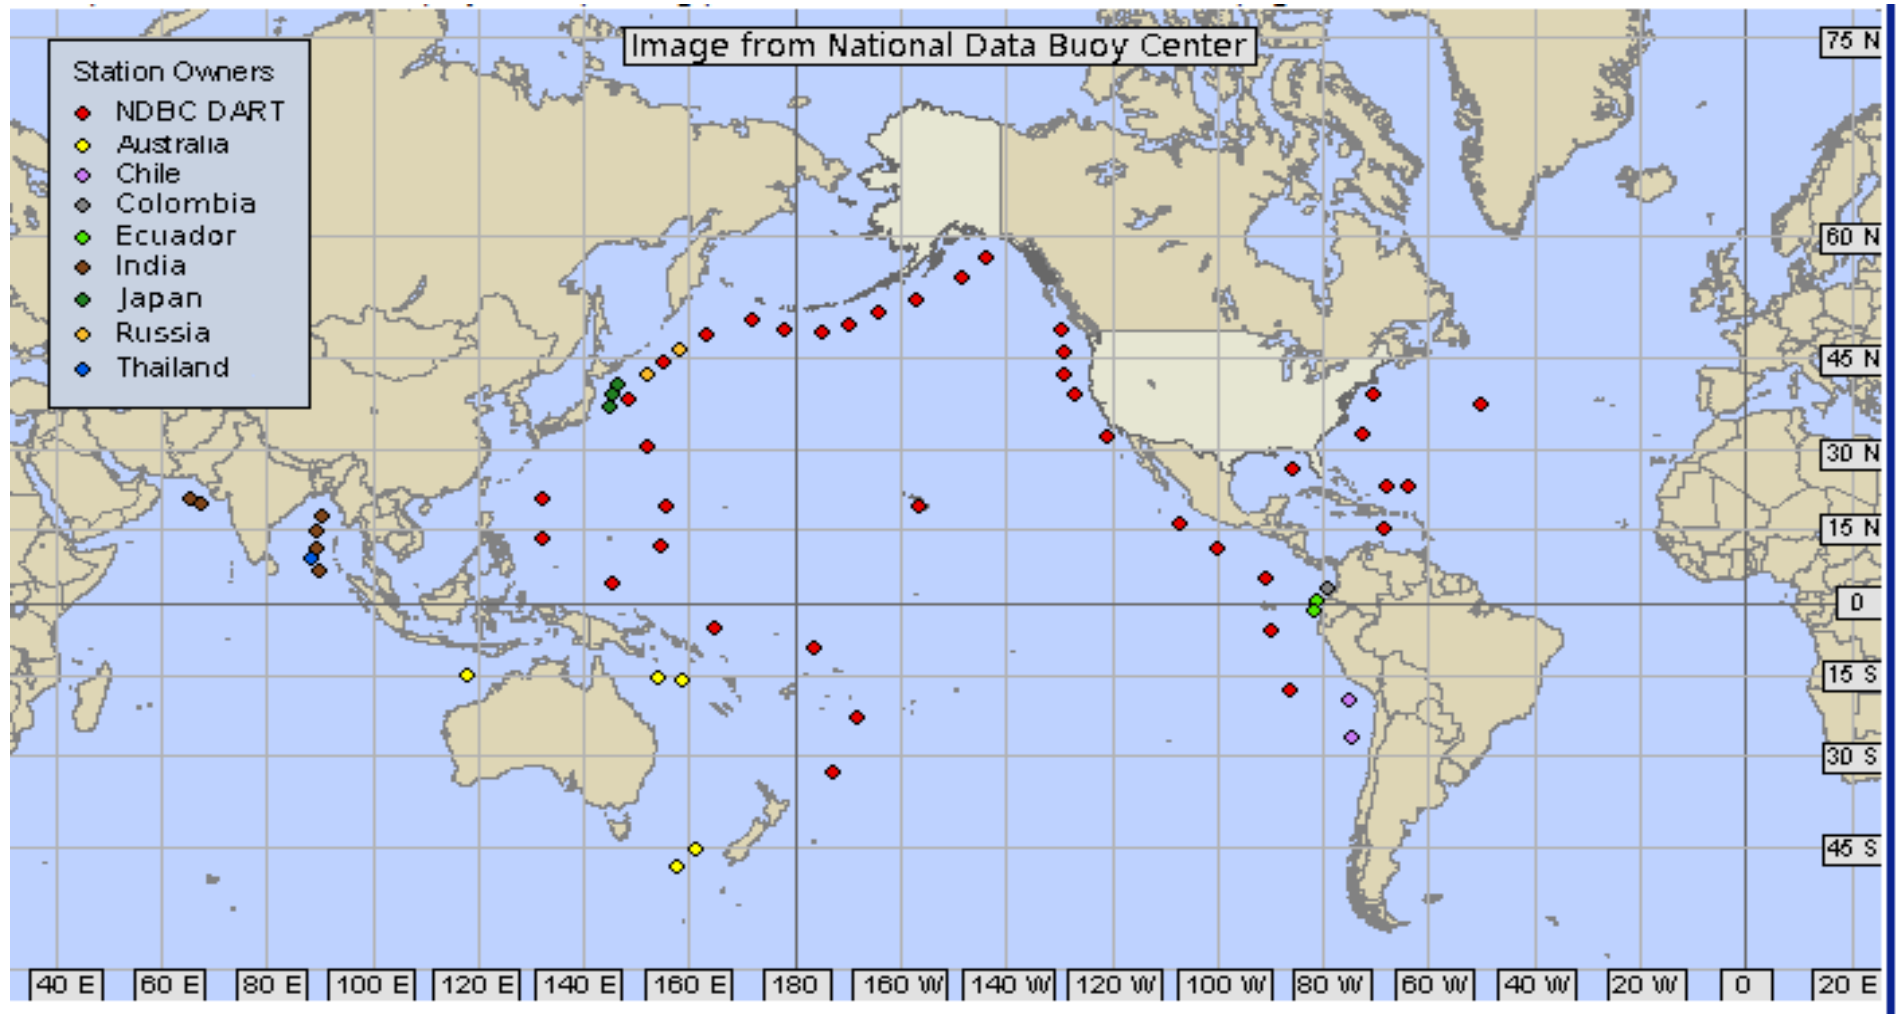 Image from National Data Buoy Center
Station Owners
NDBC DART
Australia
Chile
Colombia
Ecuador
India
Japan
Russia
Thailand
75 N
60 N
45 N
30 N
15 N
0
15 S
30 S
45 S
40 E 60 E 80 E 100 E 120 E 140 E 160 E 180 160 W 140 W 120 W 100 W 80 W 60 W 40 W 20 W 0 20 E